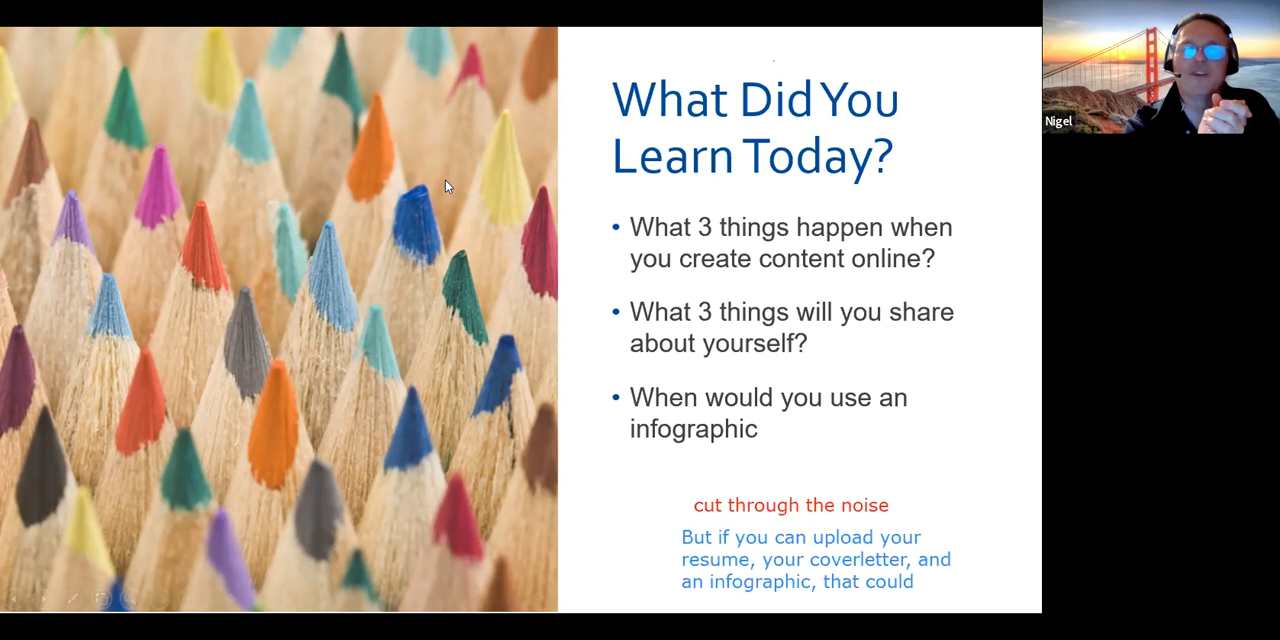 What Did You
Learn Today?
• What 3 things happen when
you create content online?
• What 3 things will you share
about yourself?
• When would you use an
infographic
cut through the noise
But if you can upload your
resume, your coverletter, and
an infographic, that could
Nigel